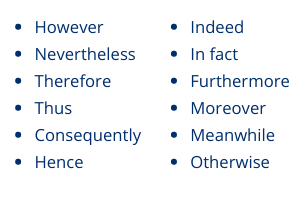 However
Nevertheless
Therefore
Thus
Consequently
Hence
Indeed
In fact
Furthermore
Moreover
Meanwhile
Otherwise